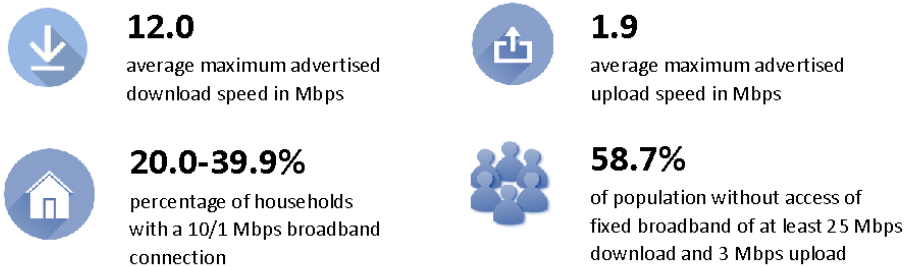 12.0
average maximum advertised
download speed in Mbps
1.9
average maximum advertised
upload speed in Mbps
20.0-39.9%
percentage of households
with a 10/1 Mbps broadband
connection
58.7%
of population without access of
fixed broadband of at least 25 Mbps
download and 3 Mbps upload